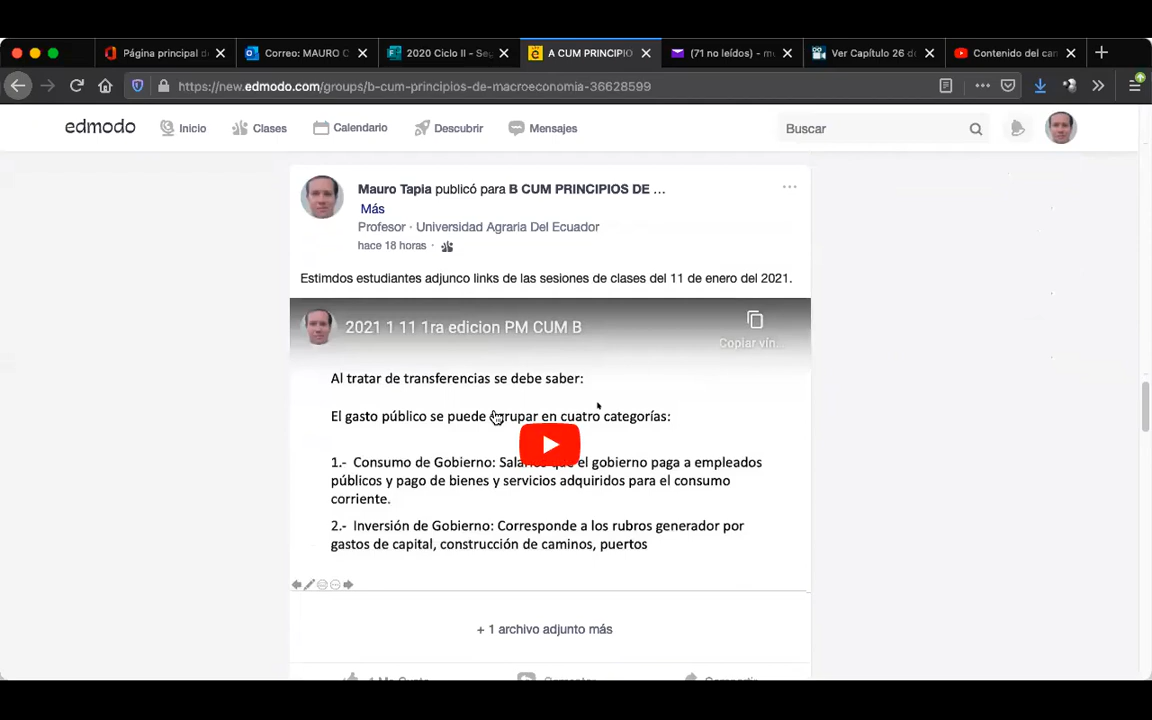 Página principal de
Correo: MAURO C
2020 Ciclo II - Seg
A CUM PRINCIPIO
(71 no leídos) - m
Ver Capítulo 26 de
Contenido del can
https://new.edmodo.com/groups/b-cum-principios-de-macroeconomia-36628599
edmodo
Inicio
Clases
Calendario
Descubrir
Mensajes
Buscar
Mauro Tapia publicó para B CUM PRINCIPIOS DE ...
Más
Profesor · Universidad Agraria Del Ecuador
hace 18 horas ·
Estimdos estudiantes adjunco links de las sesiones de clases del 11 de enero del 2021.
2021 1 11 1ra edicion PM CUM B
Copiar vín...
Al tratar de transferencias se debe saber:
El gasto público se puede agrupar en cuatro categorías:
1.- Consumo de Gobierno: Salarios que el gobierno paga a empleados
públicos y pago de bienes y servicios adquiridos para el consumo
corriente.
2.- Inversión de Gobierno: Corresponde a los rubros generador por
gastos de capital, construcción de caminos, puertos
+ 1 archivo adjunto más